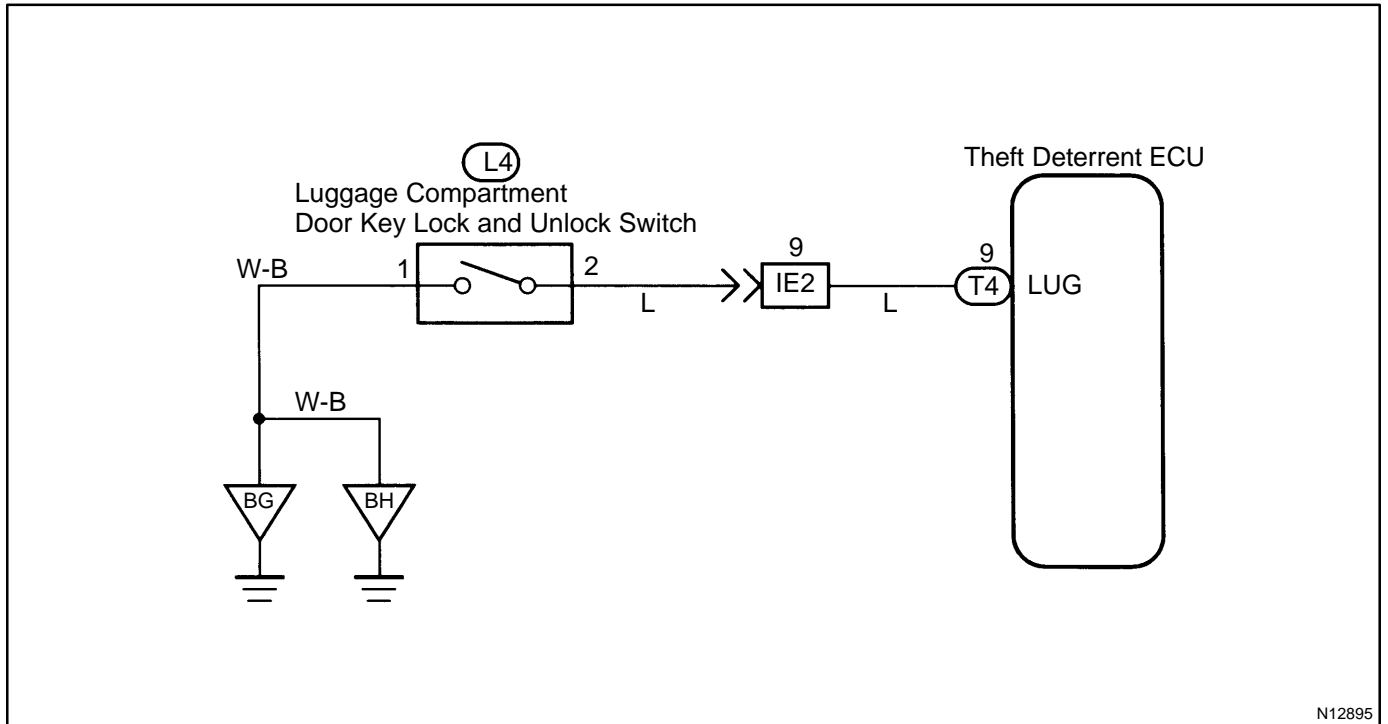 L4
Luggage Compartment
Door Key Lock and Unlock Switch
Theft Deterrent ECU
W-B
1
2
L
9
IE2
L
9
T4
LUG
W-B
BG
BH
N12895